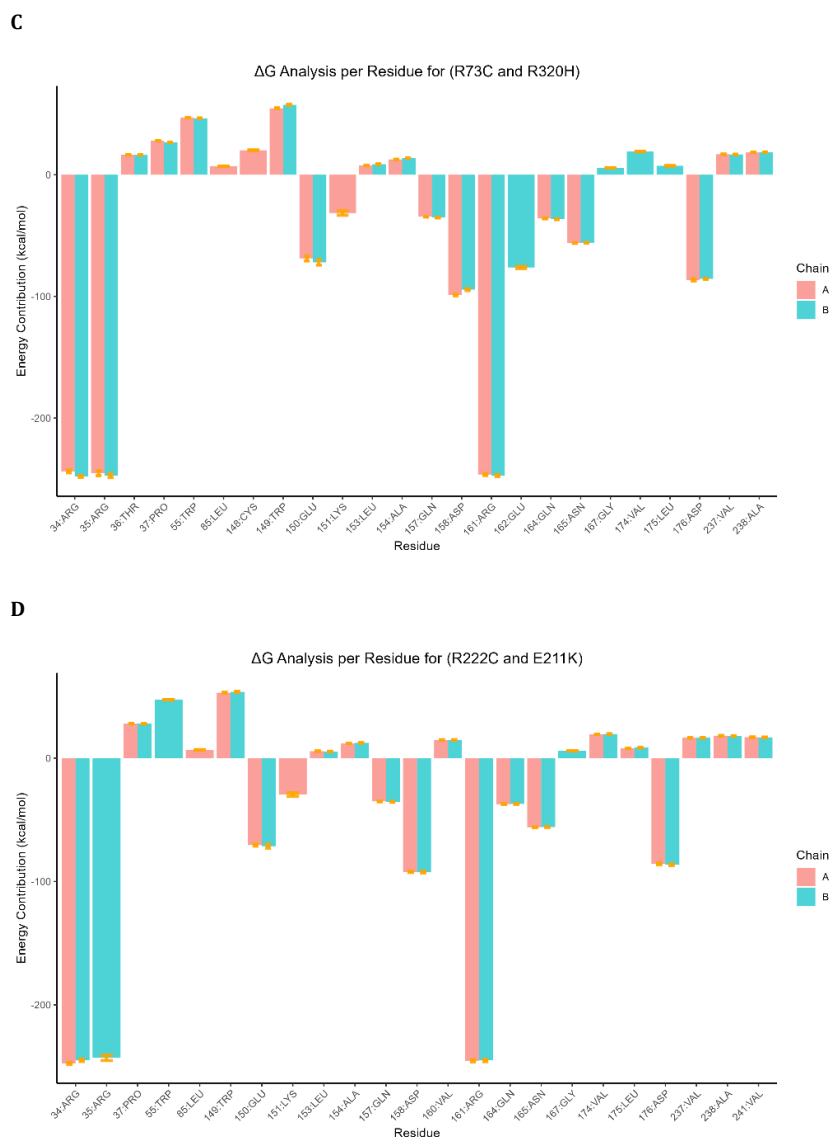 C
ΔG Analysis per Residue for (R73C and R320H)
Energy Contribution (kcal/mol)
0
-100
-200
34:ARG
35:ARG
36:THR
37:PRO
55:TRP
85:LEU
148:CYS
149:TRP
150:GLU
151:LYS
153:LEU
154:ALA
157:GLN
158:ASP
161:ARG
162:GLU
164:GLN
165:ASN
167:GLY
174:VAL
175:LEU
176:ASP
237:VAL
238:ALA
Residue
Chain
A
B
D
ΔG Analysis per Residue for (R222C and E211K)
Energy Contribution (kcal/mol)
0
-100
-200
34:ARG
35:ARG
37:PRO
55:TRP
85:LEU
149:TRP
150:GLU
151:LYS
153:LEU
154:ALA
157:GLN
158:ASP
160:VAL
161:ARG
164:GLN
165:ASN
167:GLY
174:VAL
175:LEU
176:ASP
237:VAL
238:ALA
241:VAL
Residue
Chain
A
B